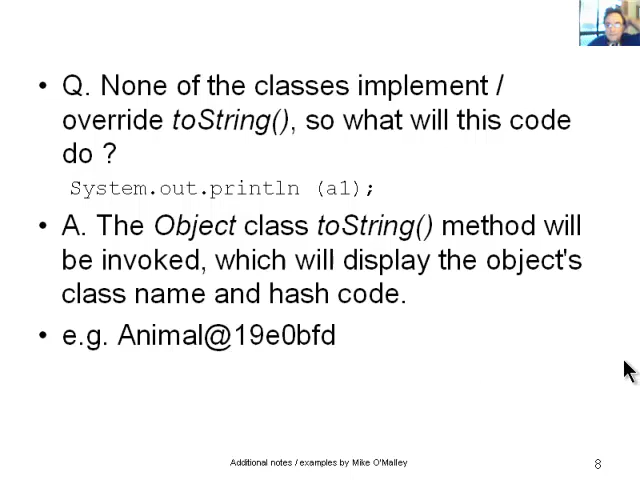 • Q. None of the classes implement /
override toString(), so what will this code
do ?
System.out.println (a1);
• A. The Object class toString() method will
be invoked, which will display the object's
class name and hash code.
• e.g. Animal@19e0bfd
Additional notes / examples by Mike O'Malley
8